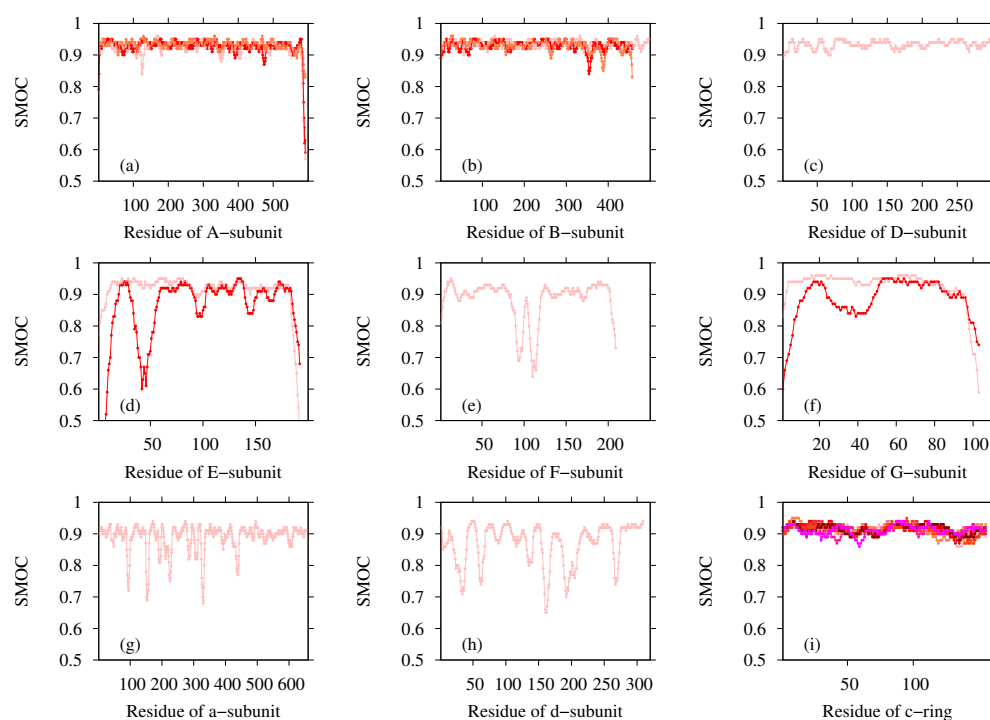 1
0.9
0.8
0.7
0.6
0.5
SMOC
(a)
100 200 300 400 500
Residue of A−subunit
1
0.9
0.8
0.7
0.6
0.5
SMOC
(b)
100 200 300 400
Residue of B−subunit
1
0.9
0.8
0.7
0.6
0.5
SMOC
(c)
50 100 150 200 250
Residue of D−subunit
1
0.9
0.8
0.7
0.6
0.5
SMOC
(d)
50 100 150
Residue of E−subunit
1
0.9
0.8
0.7
0.6
0.5
SMOC
(e)
50 100 150 200
Residue of F−subunit
1
0.9
0.8
0.7
0.6
0.5
SMOC
(f)
20 40 60 80 100
Residue of G−subunit
1
0.9
0.8
0.7
0.6
0.5
SMOC
(g)
100 200 300 400 500 600
Residue of a−subunit
1
0.9
0.8
0.7
0.6
0.5
SMOC
(h)
50 100 150 200 250 300
Residue of d−subunit
1
0.9
0.8
0.7
0.6
0.5
SMOC
(i)
50 100
Residue of c−ring